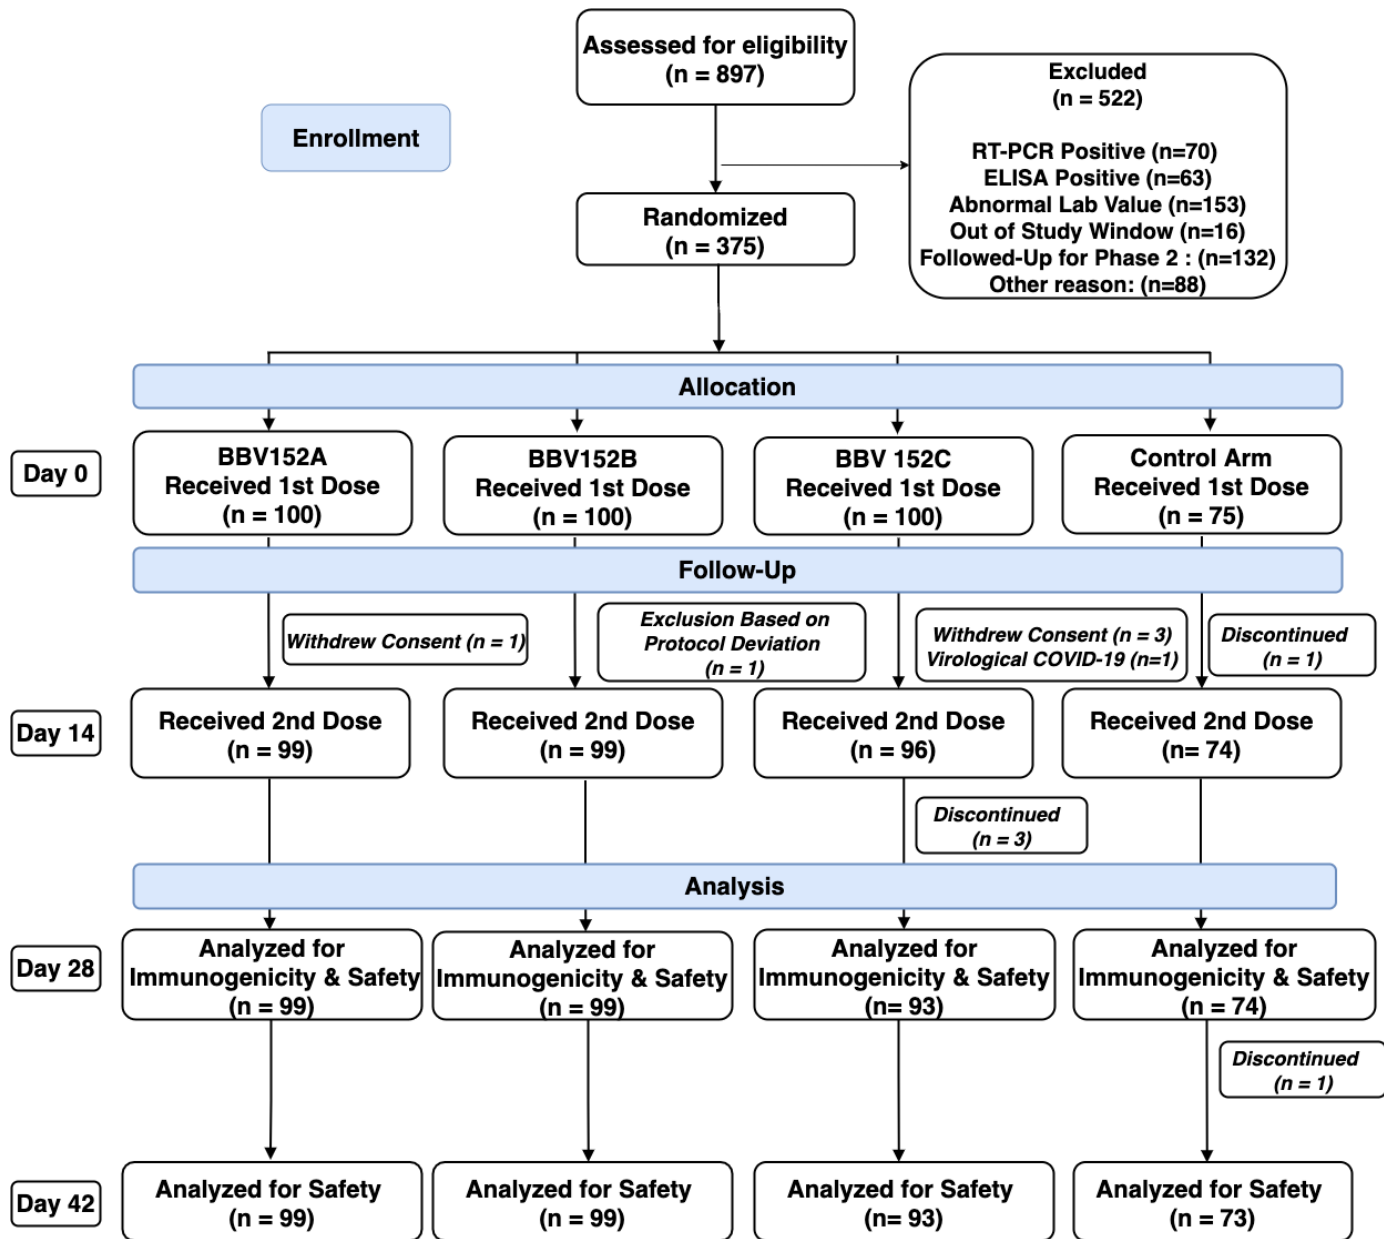 Assessed for eligibility
(n = 897)
Excluded
(n = 522)
RT-PCR Positive (n=70)
ELISA Positive (n=63)
Abnormal Lab Value (n=153)
Out of Study Window (n=16)
Followed-Up for Phase 2 : (n=132)
Other reason: (n=88)
Enrollment
Randomized
(n = 375)
Allocation
Day 0
BBV152A
Received 1st Dose
(n = 100)
BBV152B
Received 1st Dose
(n = 100)
BBV 152C
Received 1st Dose
(n = 100)
Control Arm
Received 1st Dose
(n = 75)
Follow-Up
Withdrew Consent (n = 1)
Exclusion Based on
Protocol Deviation
(n = 1)
Withdrew Consent (n = 3)
Virological COVID-19 (n=1)
Discontinued
(n = 1)
Day 14
Received 2nd Dose
(n = 99)
Received 2nd Dose
(n = 99)
Received 2nd Dose
(n = 96)
Received 2nd Dose
(n= 74)
Discontinued
(n = 3)
Analysis
Day 28
Analyzed for
Immunogenicity & Safety
(n = 99)
Analyzed for
Immunogenicity & Safety
(n = 99)
Analyzed for
Immunogenicity & Safety
(n= 93)
Analyzed for
Immunogenicity & Safety
(n = 74)
Discontinued
(n = 1)
Day 42
Analyzed for Safety
(n = 99)
Analyzed for Safety
(n = 99)
Analyzed for Safety
(n= 93)
Analyzed for Safety
(n = 73)